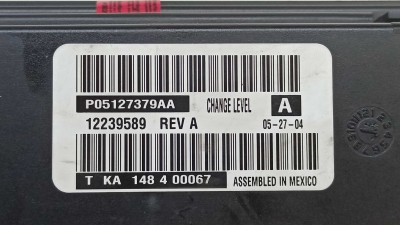 P05127379AA CHANGE LEVEL A
12239589 REV A 05-27-04
T KA 148 4 00067 ASSEMBLED IN MEXICO